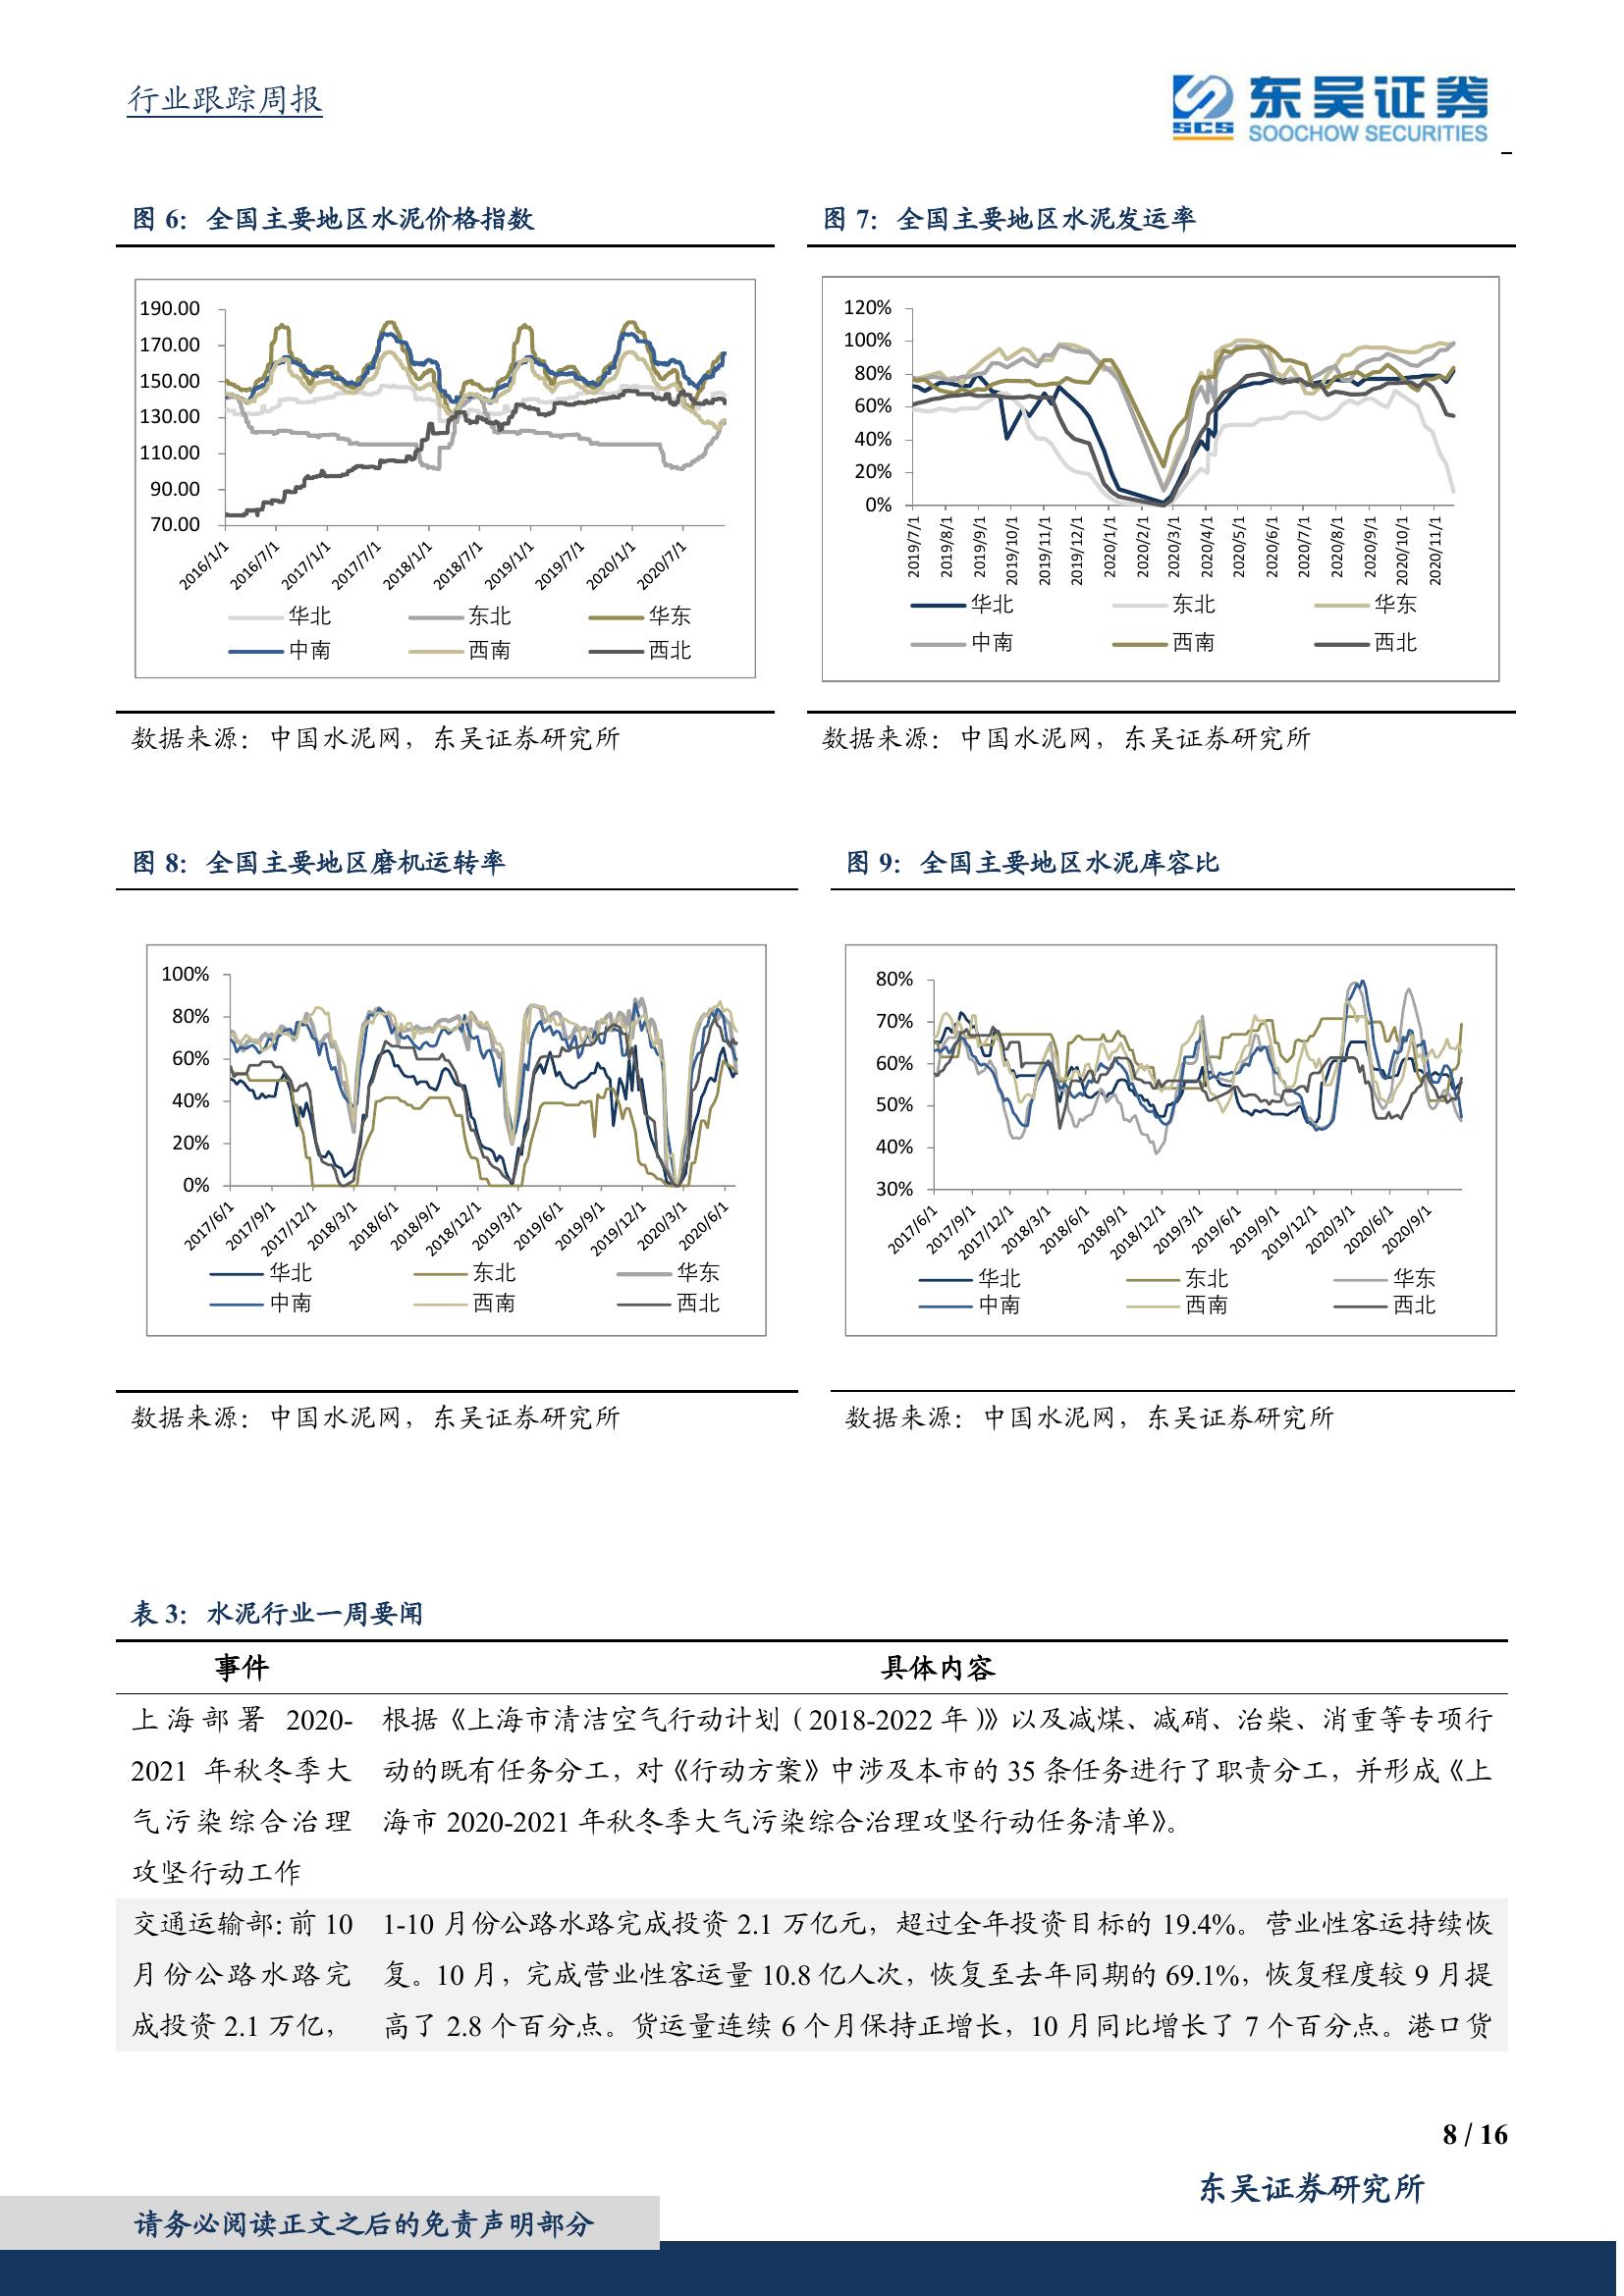 行业跟踪周报
SCS
东吴证券
SOOCHOW SECURITIES
图 6：全国主要地区水泥价格指数
190.00
170.00
150.00
130.00
110.00
90.00
70.00
2016/1/1 2016/7/1 2017/1/1 2017/7/1 2018/1/1 2018/7/1 2019/1/1 2019/7/1 2020/1/1 2020/7/1
华北 东北 华东
中南 西南 西北
数据来源：中国水泥网，东吴证券研究所
图 7：全国主要地区水泥发运率
120%
100%
80%
60%
40%
20%
0%
2019/7/1 2019/8/1 2019/9/1 2019/10/1 2019/11/1 2019/12/1 2020/1/1 2020/2/1 2020/3/1 2020/4/1 2020/5/1 2020/6/1 2020/7/1 2020/8/1 2020/9/1 2020/10/1 2020/11/1
华北 东北 华东
中南 西南 西北
数据来源：中国水泥网，东吴证券研究所
图 8：全国主要地区磨机运转率
100%
80%
60%
40%
20%
0%
2017/6/1 2017/9/1 2017/12/1 2018/3/1 2018/6/1 2018/9/1 2018/12/1 2019/3/1 2019/6/1 2019/9/1 2019/12/1 2020/3/1 2020/6/1
华北 东北 华东
中南 西南 西北
数据来源：中国水泥网，东吴证券研究所
图 9：全国主要地区水泥库容比
80%
70%
60%
50%
40%
30%
2017/6/1 2017/9/1 2017/12/1 2018/3/1 2018/6/1 2018/9/1 2018/12/1 2019/3/1 2019/6/1 2019/9/1 2019/12/1 2020/3/1 2020/6/1 2020/9/1
华北 东北 华东
中南 西南 西北
数据来源：中国水泥网，东吴证券研究所
表 3：水泥行业一周要闻
事件 具体内容
上海部署 2020-
2021 年秋冬季大
气污染综合治理
攻坚行动工作
根据《上海市清洁空气行动计划（2018-2022 年）》以及减煤、减硝、治柴、消重等专项行
动的既有任务分工，对《行动方案》中涉及本市的 35 条任务进行了职责分工，并形成《上
海市 2020-2021 年秋冬季大气污染综合治理攻坚行动任务清单》。
交通运输部：前 10
月份公路水路完
成投资 2.1 万亿，
1-10 月份公路水路完成投资 2.1 万亿元，超过全年投资目标的 19.4%。营业性客运持续恢
复。10 月，完成营业性客运量 10.8 亿人次，恢复至去年同期的 69.1%，恢复程度较 9 月提
高了 2.8 个百分点。货运量连续 6 个月保持正增长，10 月同比增长了 7 个百分点。港口货
8 / 16
东吴证券研究所
请务必阅读正文之后的免责声明部分